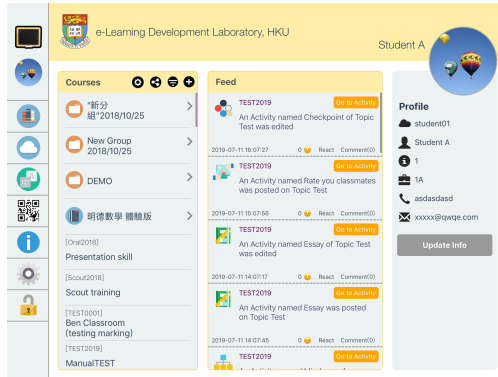 e-Learning Development Laboratory, HKU
Student A
Courses
"新分
組"2018/10/25
New Group
2018/10/25
DEMO
明德數學 體驗版
[Oral2018]
Presentation skill
[Scout2018]
Scout training
[TEST0001]
Ben Classroom
(testing marking)
[TEST2019]
ManualTEST
Feed
TEST2019 Go to Activity
An Activity named Checkpoint of Topic
Test was edited
2019-07-11 16:07:27 0 React Comment(0)
TEST2019 Go to Activity
An Activity named Rate you classmates
was posted on Topic Test
2019-07-11 15:07:56 0 React Comment(0)
TEST2019 Go to Activity
An Activity named Essay of Topic Test
was edited
2019-07-11 14:07:17 0 React Comment(0)
TEST2019 Go to Activity
An Activity named Essay was posted
on Topic Test
2019-07-11 14:07:45 0 React Comment(0)
TEST2019 Go to Activity
Profile
student01
Student A
1
1A
asdasdasd
xxxxx@qwqe.com
Update Info